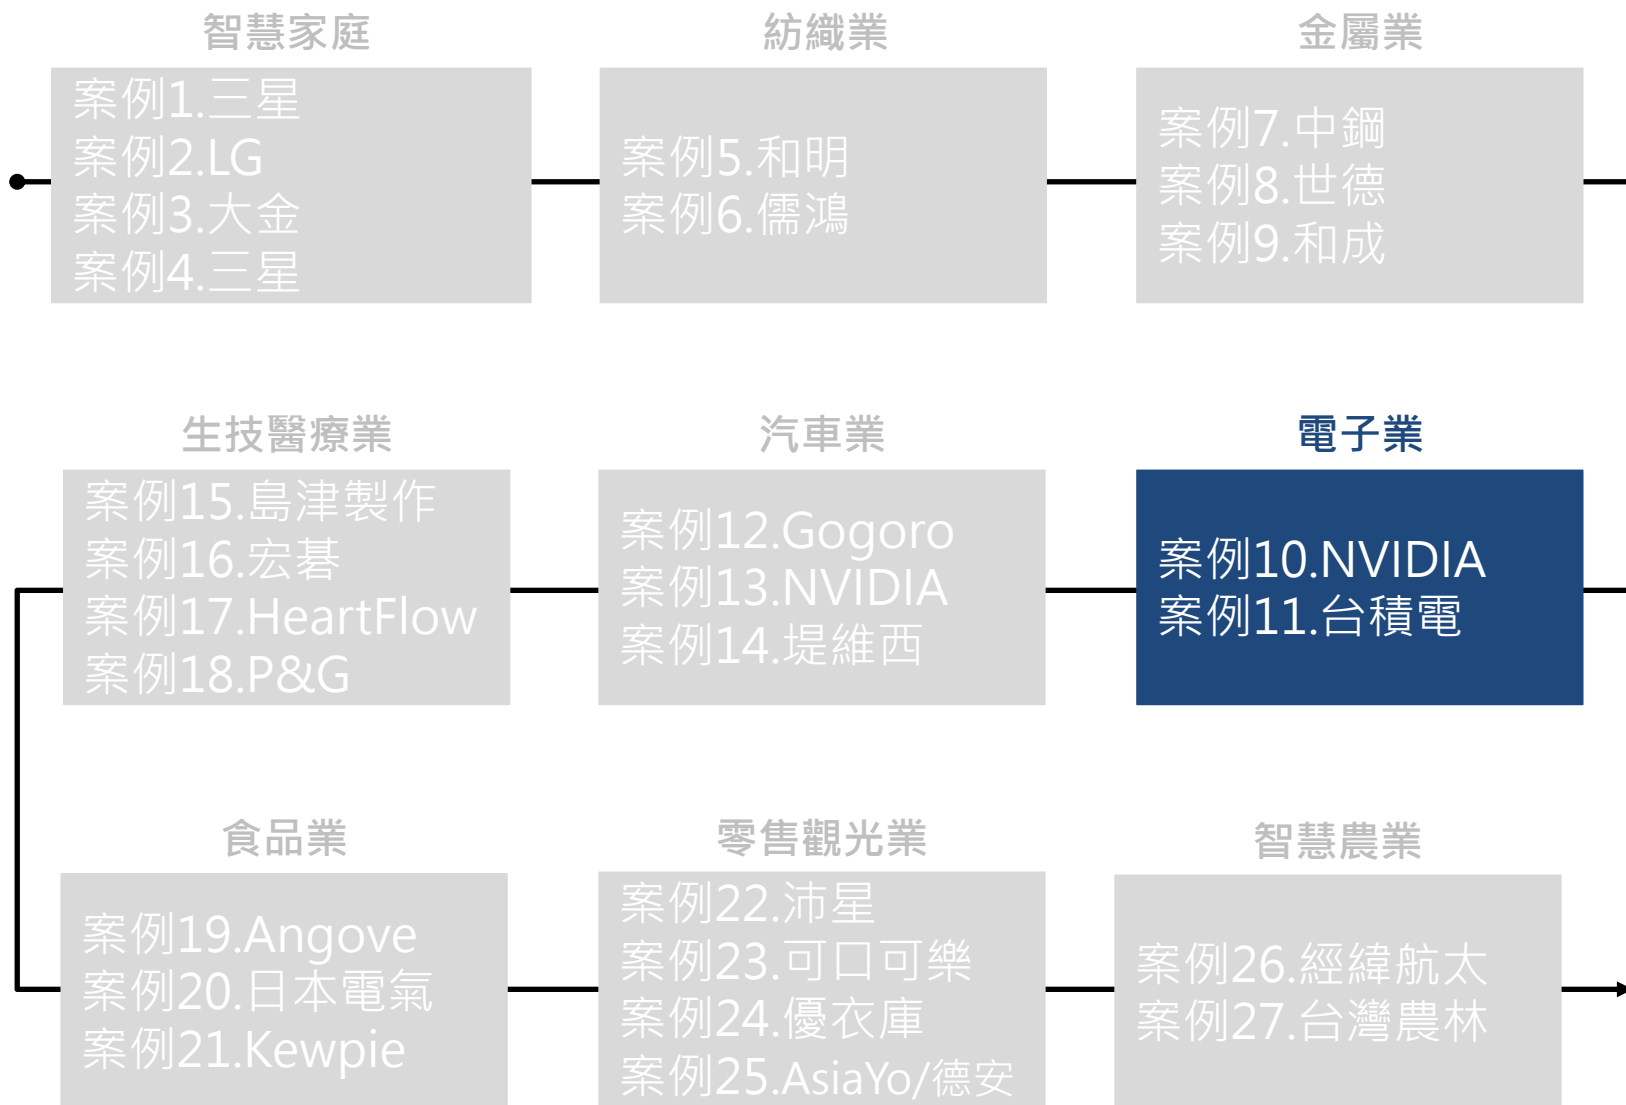 智慧家庭
案例1.三星
案例2.LG
案例3.大金
案例4.三星
紡織業
案例5.和明
案例6.儒鴻
金屬業
案例7.中鋼
案例8.世德
案例9.和成
電子業
案例10.NVIDIA
案例11.台積電
汽車業
案例12.Gogoro
案例13.NVIDIA
案例14.堤維西
生技醫療業
案例15.島津製作
案例16.宏碁
案例17.HeartFlow
案例18.P&G
食品業
案例19.Angove
案例20.日本電氣
案例21.Kewpie
零售觀光業
案例22.沛星
案例23.可口可樂
案例24.優衣庫
案例25.AsiaYo/德安
智慧農業
案例26.經緯航太
案例27.台灣農林